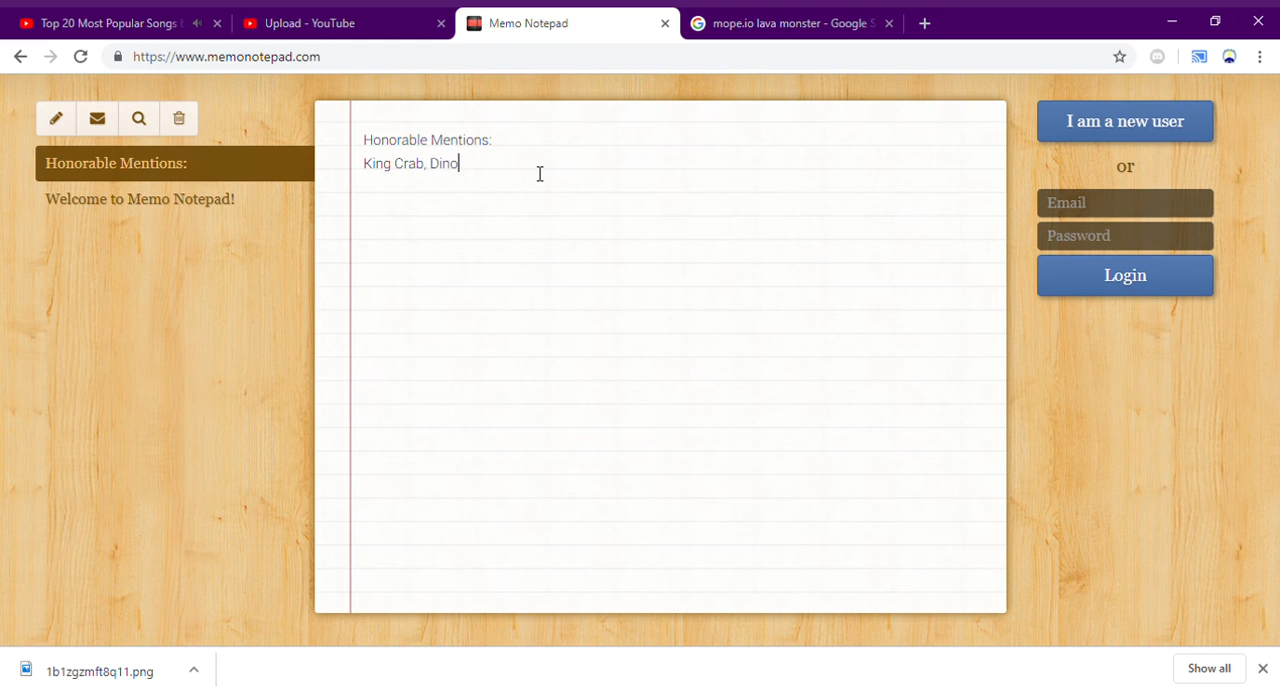 Top 20 Most Popular Songs
Upload - YouTube
Memo Notepad
mope.io lava monster - Google S
https://www.memonotepad.com
Honorable Mentions:
Welcome to Memo Notepad!
Honorable Mentions:
King Crab, Dino
I am a new user
or
Email
Password
Login
1b1zgzmft8q11.png
Show all